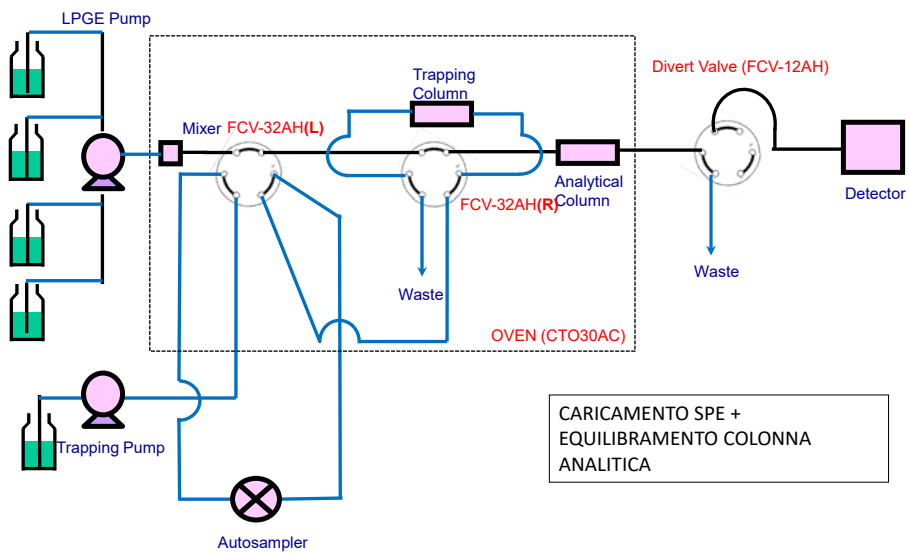 LPGE Pump
Divert Valve (FCV-12AH)
Trapping
Column
Mixer
FCV-32AH(L)
Analytical
Column
FCV-32AH(R)
Detector
Waste
Waste
OVEN (CTO30AC)
Trapping Pump
CARICAMENTO SPE +
EQUILIBRAMENTO COLONNA
ANALITICA
Autosampler